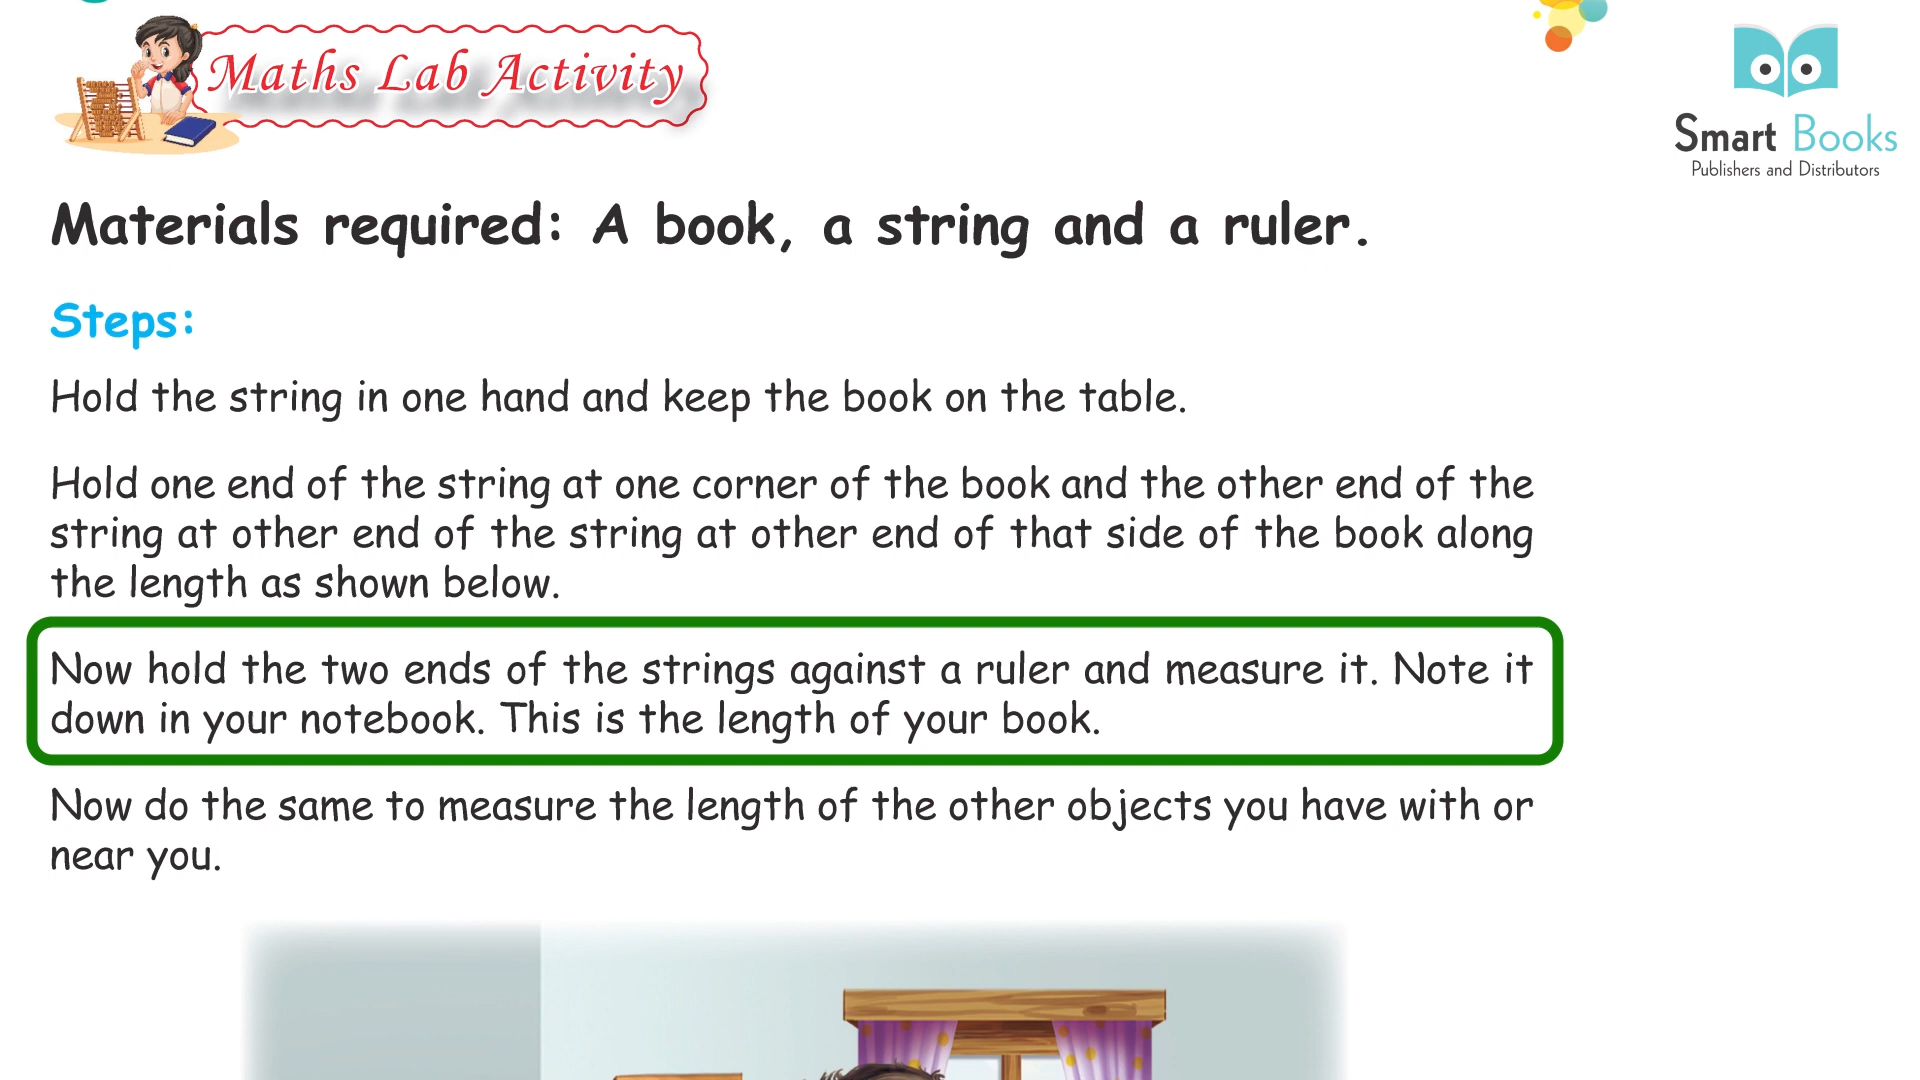 Maths Lab Activity
Smart Books
Publishers and Distributors
Materials required: A book, a string and a ruler.
Steps:
Hold the string in one hand and keep the book on the table.
Hold one end of the string at one corner of the book and the other end of the
string at other end of the string at other end of that side of the book along
the length as shown below.
Now hold the two ends of the strings against a ruler and measure it. Note it
down in your notebook. This is the length of your book.
Now do the same to measure the length of the other objects you have with or
near you.